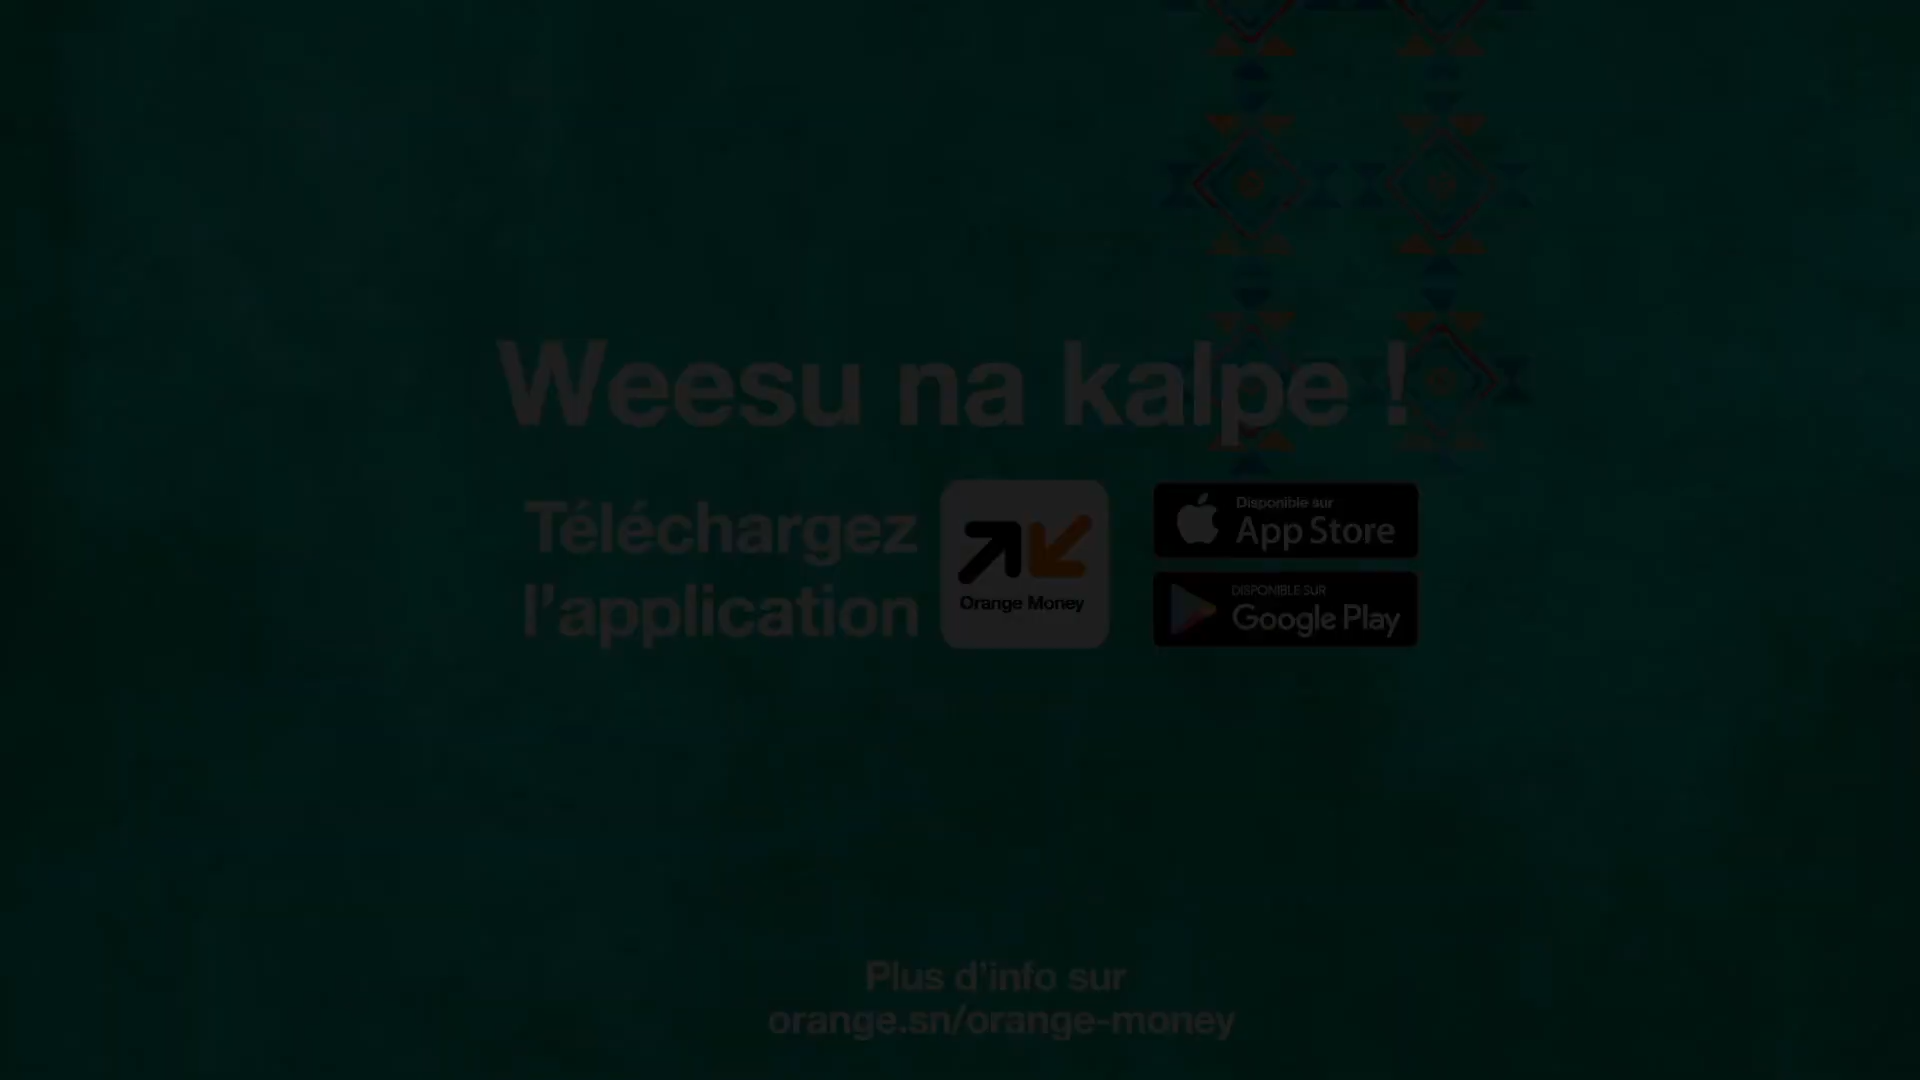 Weesu na kalpe !
Téléchargez
l'application
Orange Money
Disponible sur
App Store
DISPONIBLE SUR
Google Play
Plus d'info sur
orange.sn/orange-money